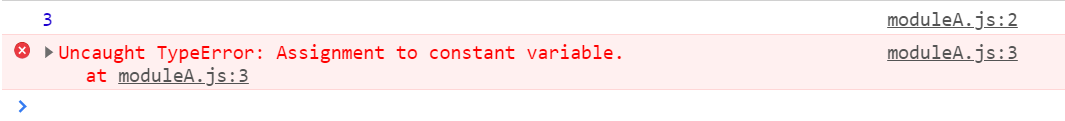 3 moduleA.js:2
Uncaught TypeError: Assignment to constant variable. moduleA.js:3
at moduleA.js:3